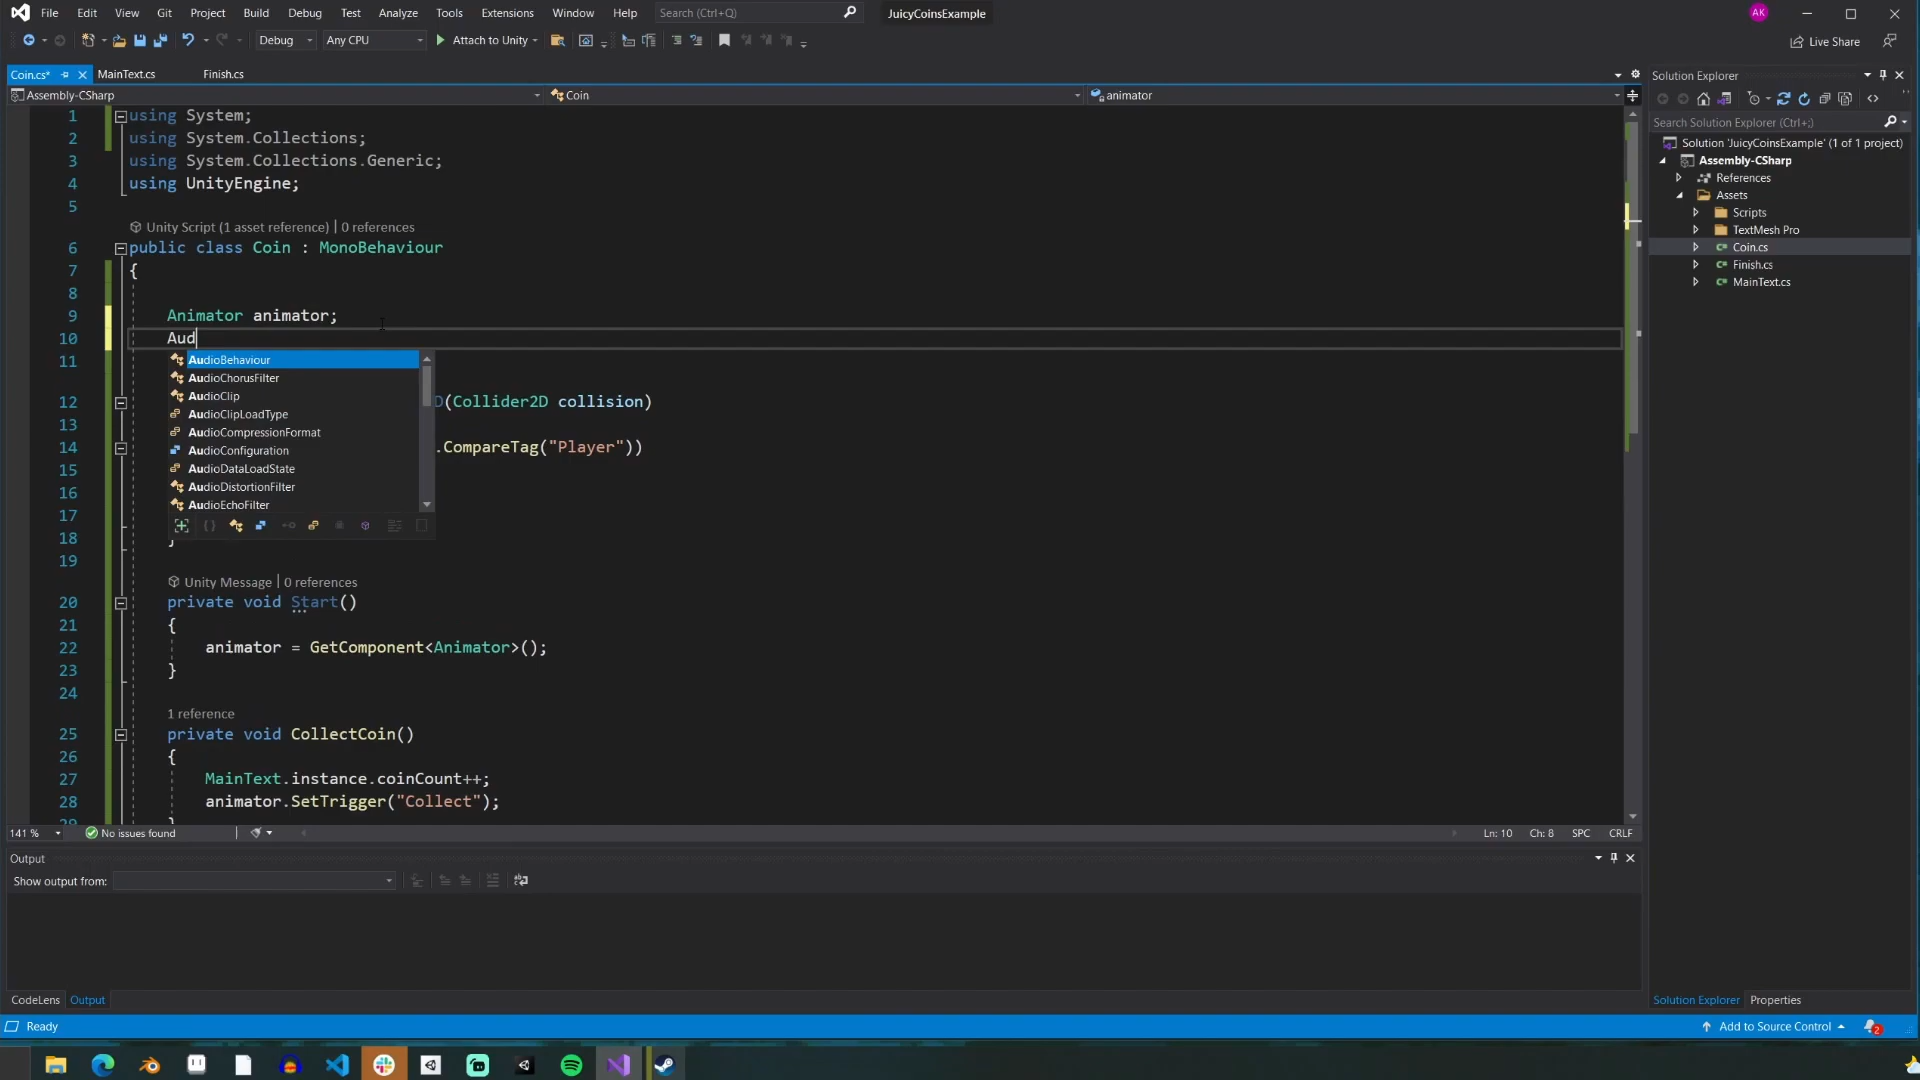 File Edit View Git Project Build Debug Test Analyze Tools Extensions Window Help Search (Ctrl+Q) JuicyCoinsExample AK
Debug Any CPU Attach to Unity Live Share
Coin.cs* MainText.cs Finish.cs
Assembly-CSharp Coin animator
1 using System;
2 using System.Collections;
3 using System.Collections.Generic;
4 using UnityEngine;
5
Unity Script (1 asset reference) | 0 references
6 public class Coin : MonoBehaviour
7 {
8
9 Animator animator;
10 Aud
11
AudioBehaviour
AudioChorusFilter
AudioClip
AudioClipLoadType
AudioCompressionFormat
AudioConfiguration
AudioDataLoadState
AudioDistortionFilter
AudioEchoFilter
12 D(Collider2D collision)
13
14 .CompareTag("Player"))
15
16
17
18 }
19
Unity Message | 0 references
20 private void Start()
21 {
22 animator = GetComponent<Animator>();
23 }
24
1 reference
25 private void CollectCoin()
26 {
27 MainText.instance.coinCount++;
28 animator.SetTrigger("Collect");
29 }
141 % No issues found Ln: 10 Ch: 8 SPC CRLF
Output
Show output from:
CodeLens Output
Solution Explorer
Search Solution Explorer (Ctrl+;)
Solution 'JuicyCoinsExample' (1 of 1 project)
Assembly-CSharp
References
Assets
Scripts
TextMesh Pro
Coin.cs
Finish.cs
MainText.cs
Solution Explorer Properties
Ready Add to Source Control 2